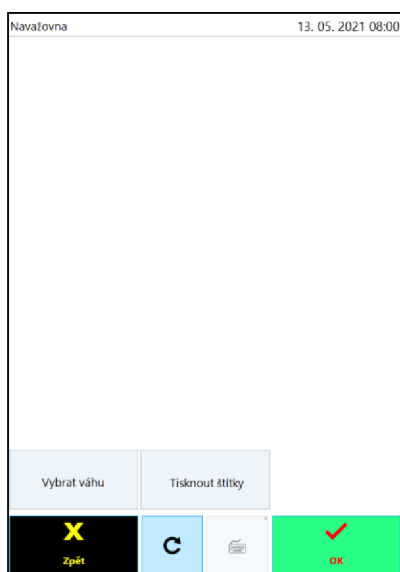 Navažovna 13. 05. 2021 08:00
Vybrat váhu Tisknout štítky
X
Zpět
C
OK